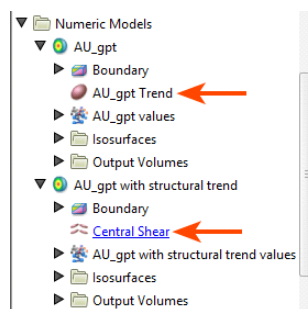 Numeric Models
AU_gpt
Boundary
AU_gpt Trend
AU_gpt values
Isosurfaces
Output Volumes
AU_gpt with structural trend
Boundary
Central Shear
AU_gpt with structural trend values
Isosurfaces
Output Volumes